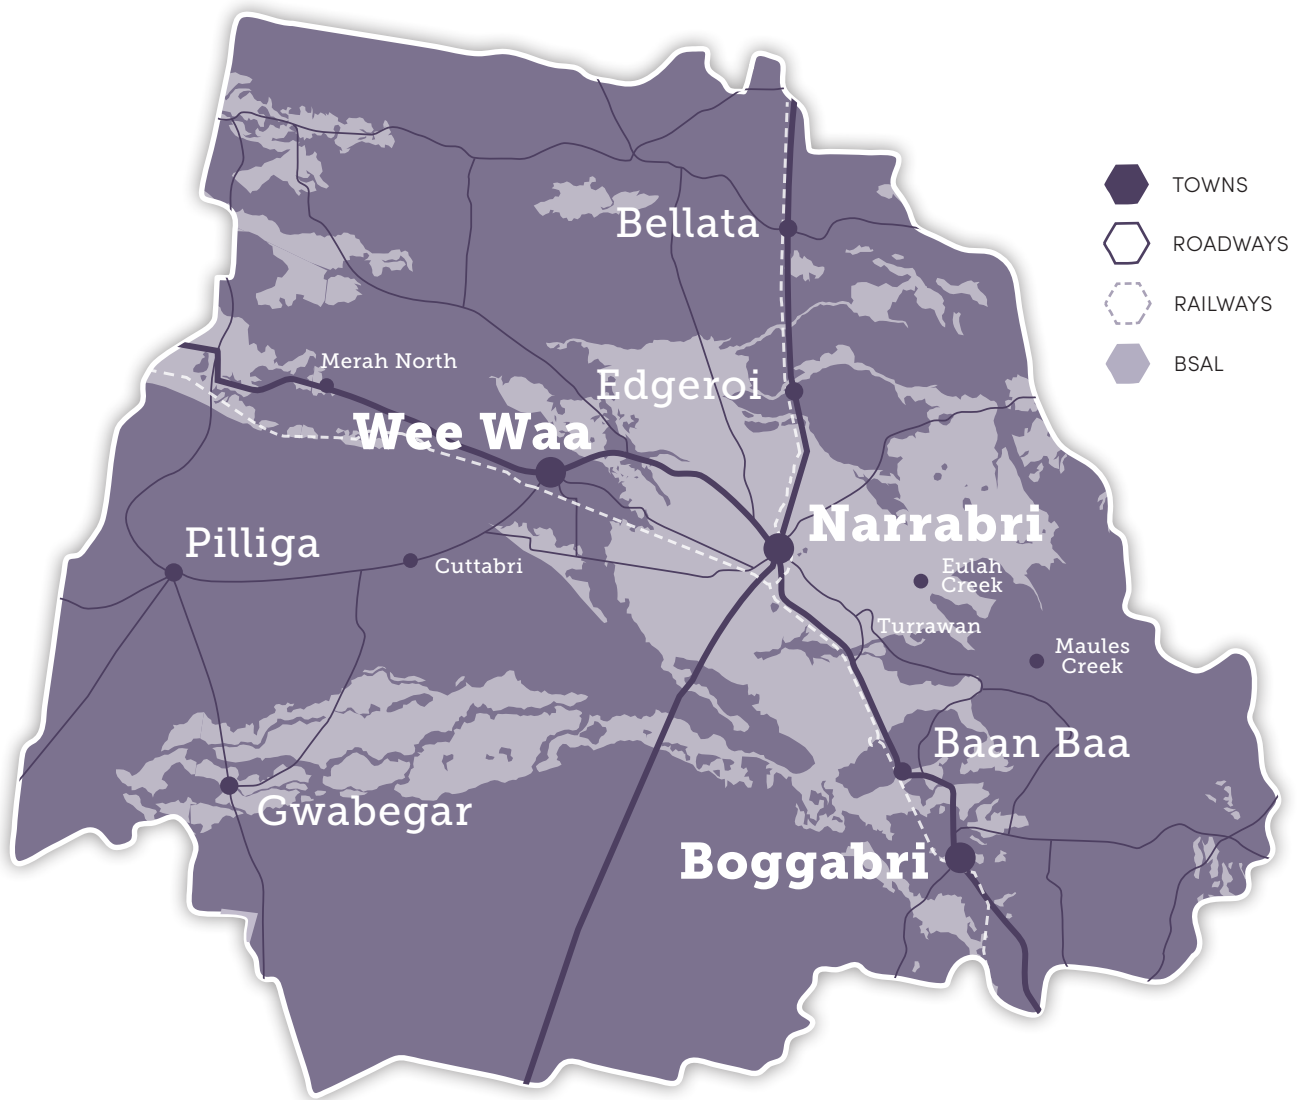 Bellata
TOWNS
ROADWAYS
RAILWAYS
BSAL
Merah North
Edgeroi
Wee Waa
Narrabri
Pilliga
Cuttabri
Eulah
Creek
Turrawan
Maules
Creek
Baan Baa
Gwabegar
Boggabri